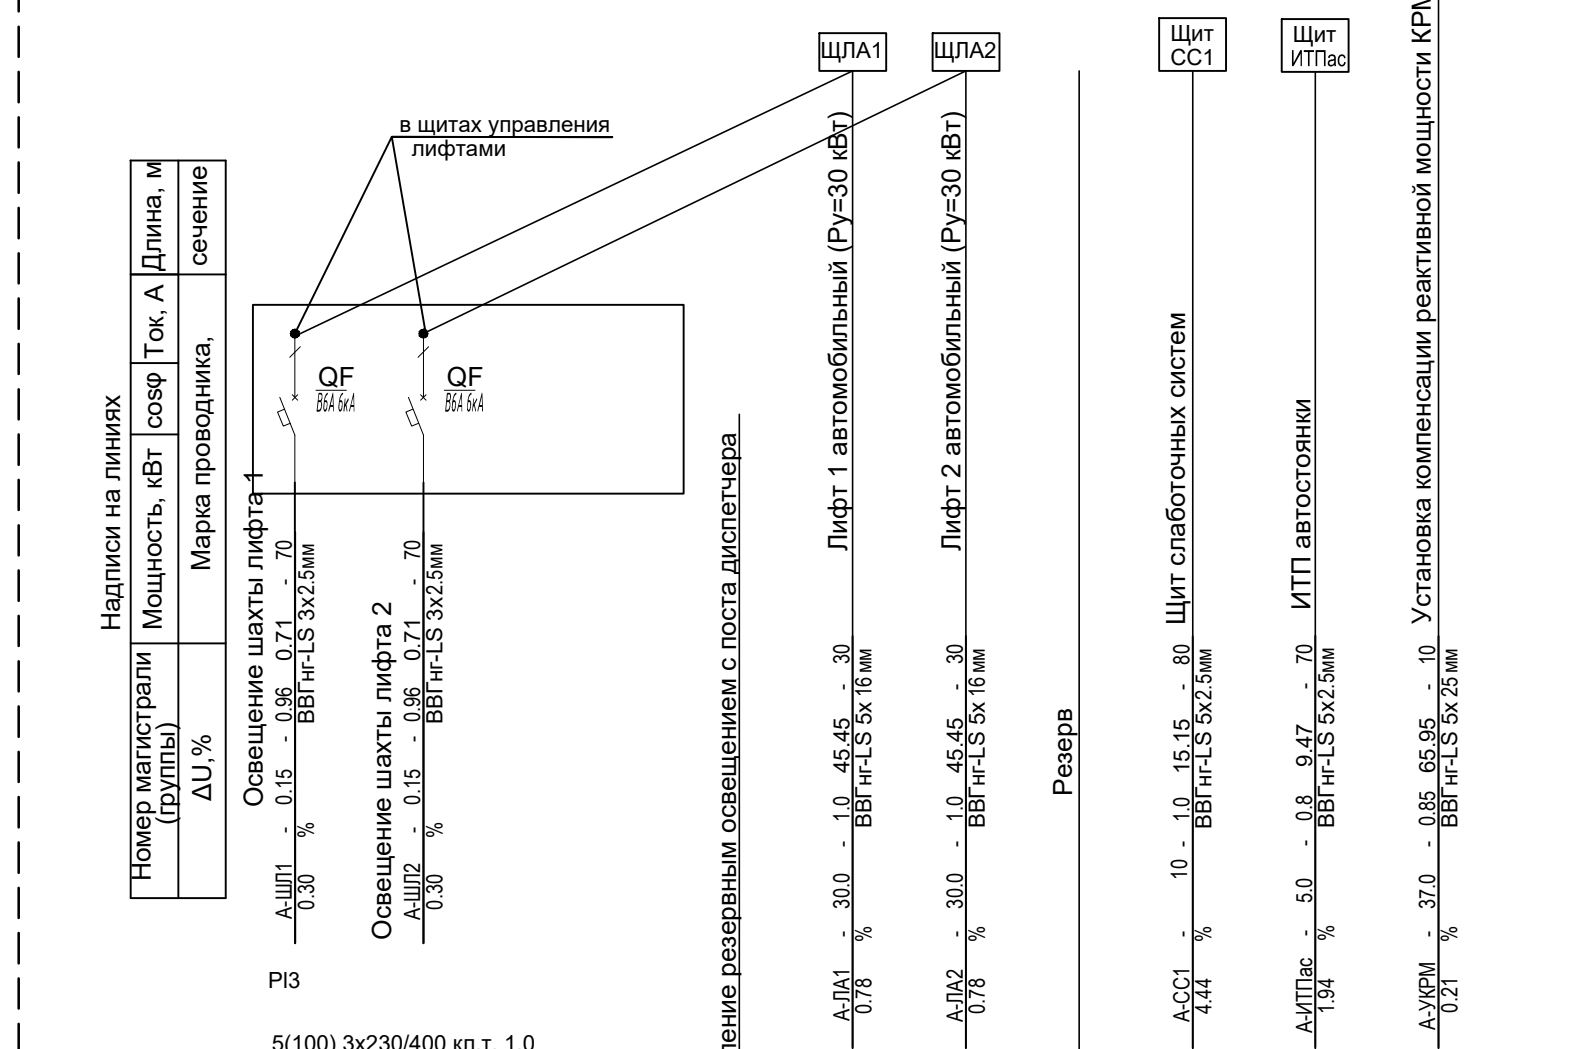 Надписи на линиях
Номер магистрали (группы)
Мощность, кВт
cosφ
Ток, А
Длина, м
ΔU,%
Марка проводника,
сечение
в щитах управления
лифтами
QF
В6А 6кА
QF
В6А 6кА
Освещение шахты лифта 1
А-ШЛ1 - 0.15 - 0.96 0.71 - 70
0.30 % ВВГнг-LS 3х2.5мм
Освещение шахты лифта 2
А-ШЛ2 - 0.15 - 0.96 0.71 - 70
0.30 % ВВГнг-LS 3х2.5мм
PI3
5(100) 3х230/400 кл.т. 1.0
резервным освещением с поста диспетчера
ЩЛА1
Лифт 1 автомобильный (Ру=30 кВт)
А-ЛА1 - 30.0 - 1.0 45.45 - 30
0.78 % ВВГнг-LS 5х 16 мм
ЩЛА2
Лифт 2 автомобильный (Ру=30 кВт)
А-ЛА2 - 30.0 - 1.0 45.45 - 30
0.78 % ВВГнг-LS 5х 16 мм
Резерв
Щит
СС1
Щит слаботочных систем
А-СС1 - 10 - 1.0 15.15 - 80
4.44 % ВВГнг-LS 5х2.5мм
Щит
ИТПас
ИТП автостоянки
А-ИТПас - 5.0 - 0.8 9.47 - 70
1.94 % ВВГнг-LS 5х2.5мм
Установка компенсации реактивной мощности
А-УКРМ - 37.0 - 0.85 65.95 - 10
0.21 % ВВГнг-LS 5х 25 мм